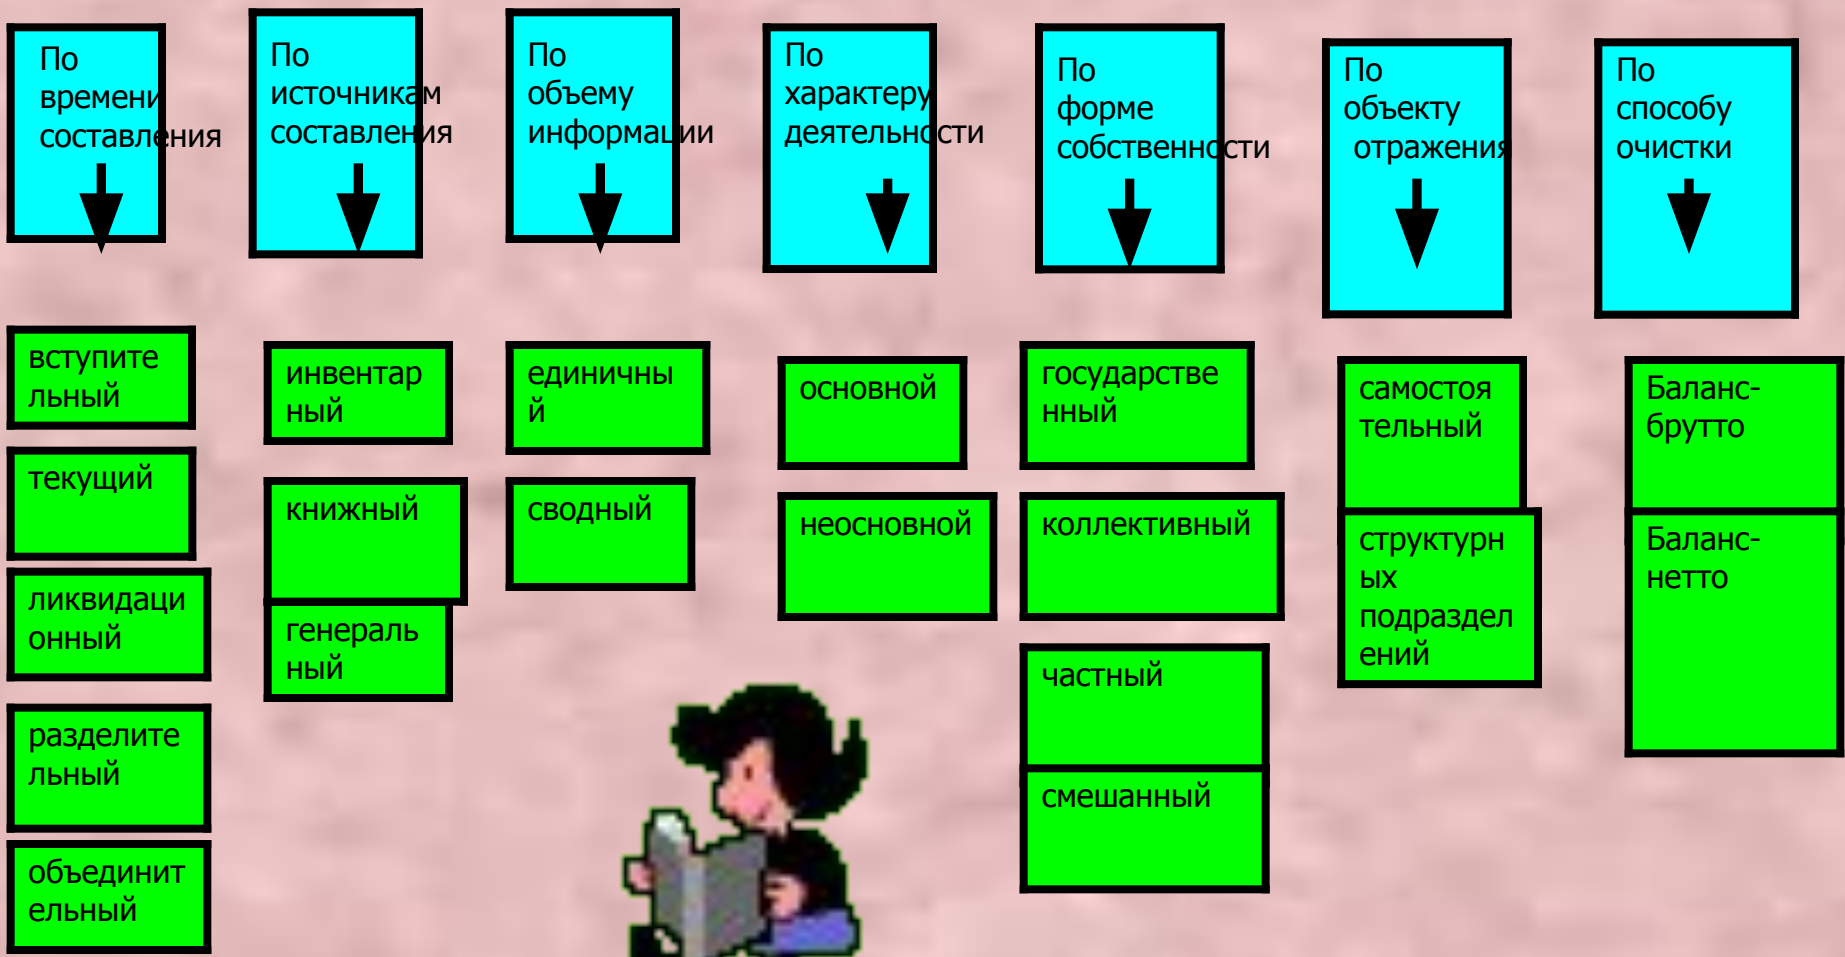 По
времени
составления
По
источникам
составления
По
объему
информации
По
характеру
деятельности
По
форме
собственности
По
объекту
отражения
По
способу
очистки
вступите
льный
текущий
ликвидаци
онный
разделите
льный
объединит
ельный
инвентар
ный
книжный
генераль
ный
единичны
й
сводный
основной
неосновной
государстве
нный
коллективный
частный
смешанный
самостоя
тельный
структурн
ых
подраздел
ений
Баланс-
брутто
Баланс-
нетто